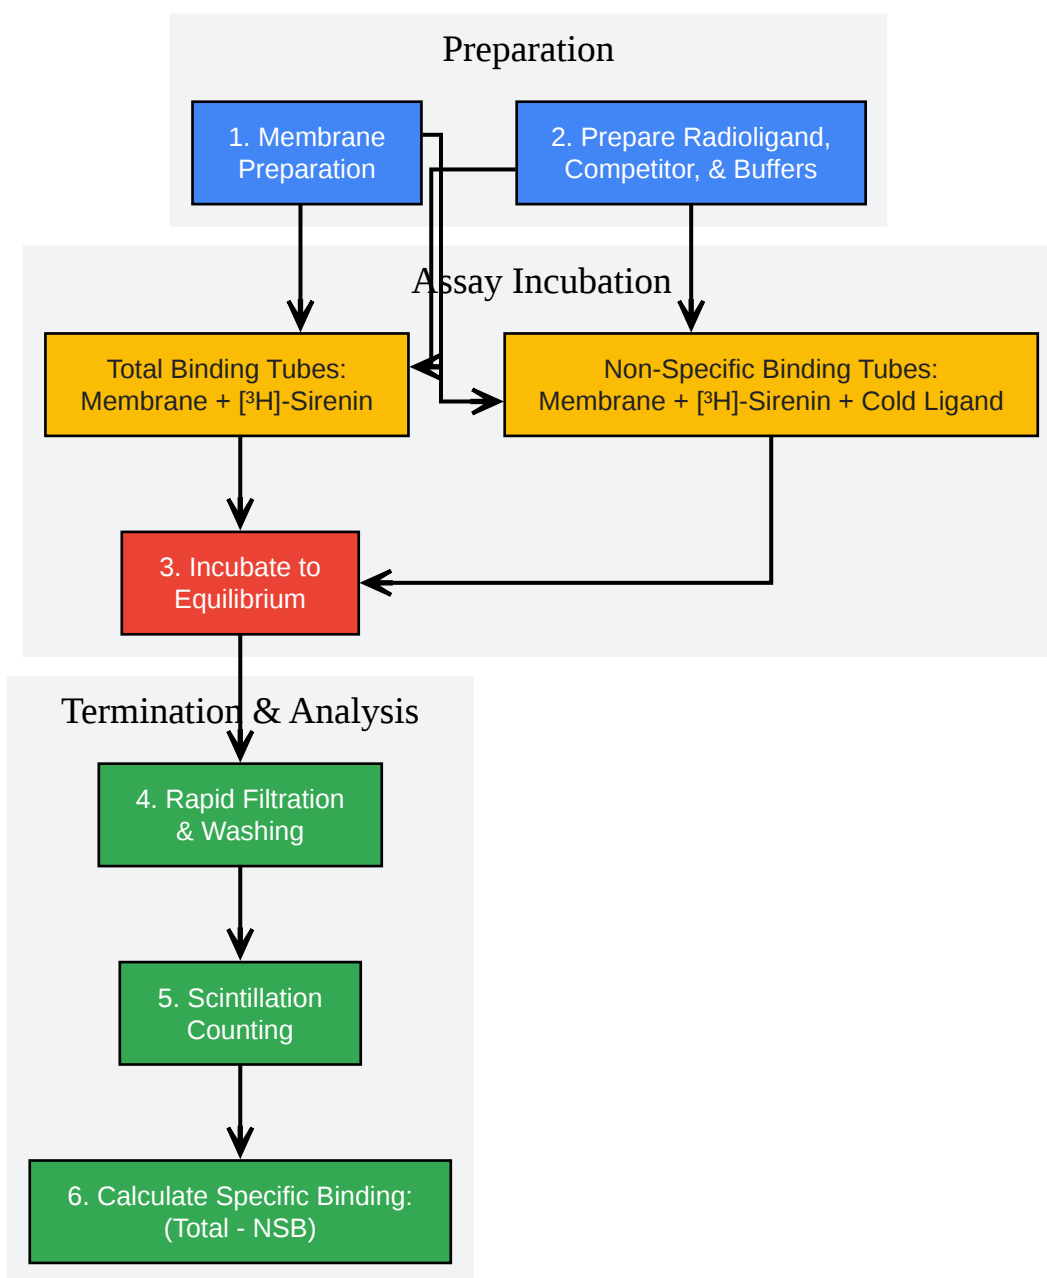 Preparation
1. Membrane
Preparation
2. Prepare Radioligand,
Competitor, & Buffers
Assay Incubation
Total Binding Tubes:
Membrane + [³H]-Sirenin
Non-Specific Binding Tubes:
Membrane + [³H]-Sirenin + Cold Ligand
3. Incubate to
Equilibrium
Termination & Analysis
4. Rapid Filtration
& Washing
5. Scintillation
Counting
6. Calculate Specific Binding:
(Total - NSB)